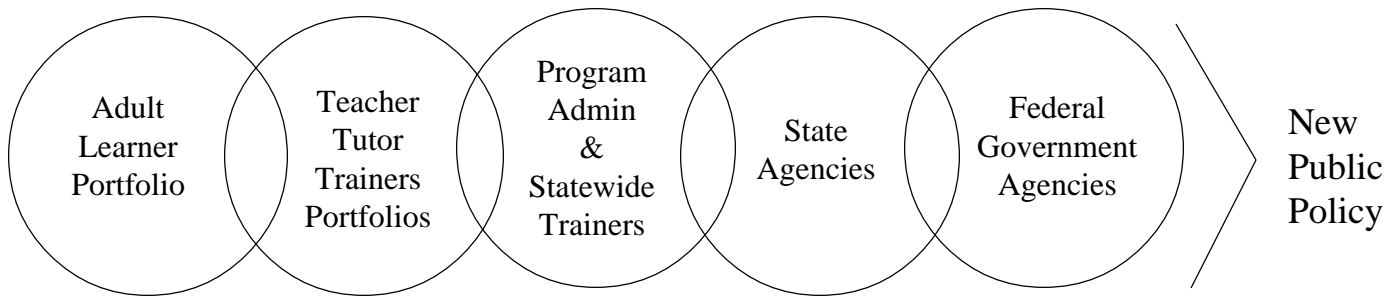 Adult
Learner
Portfolio
Teacher
Tutor
Trainers
Portfolios
Program
Admin
&
Statewide
Trainers
State
Agencies
Federal
Government
Agencies
New
Public
Policy